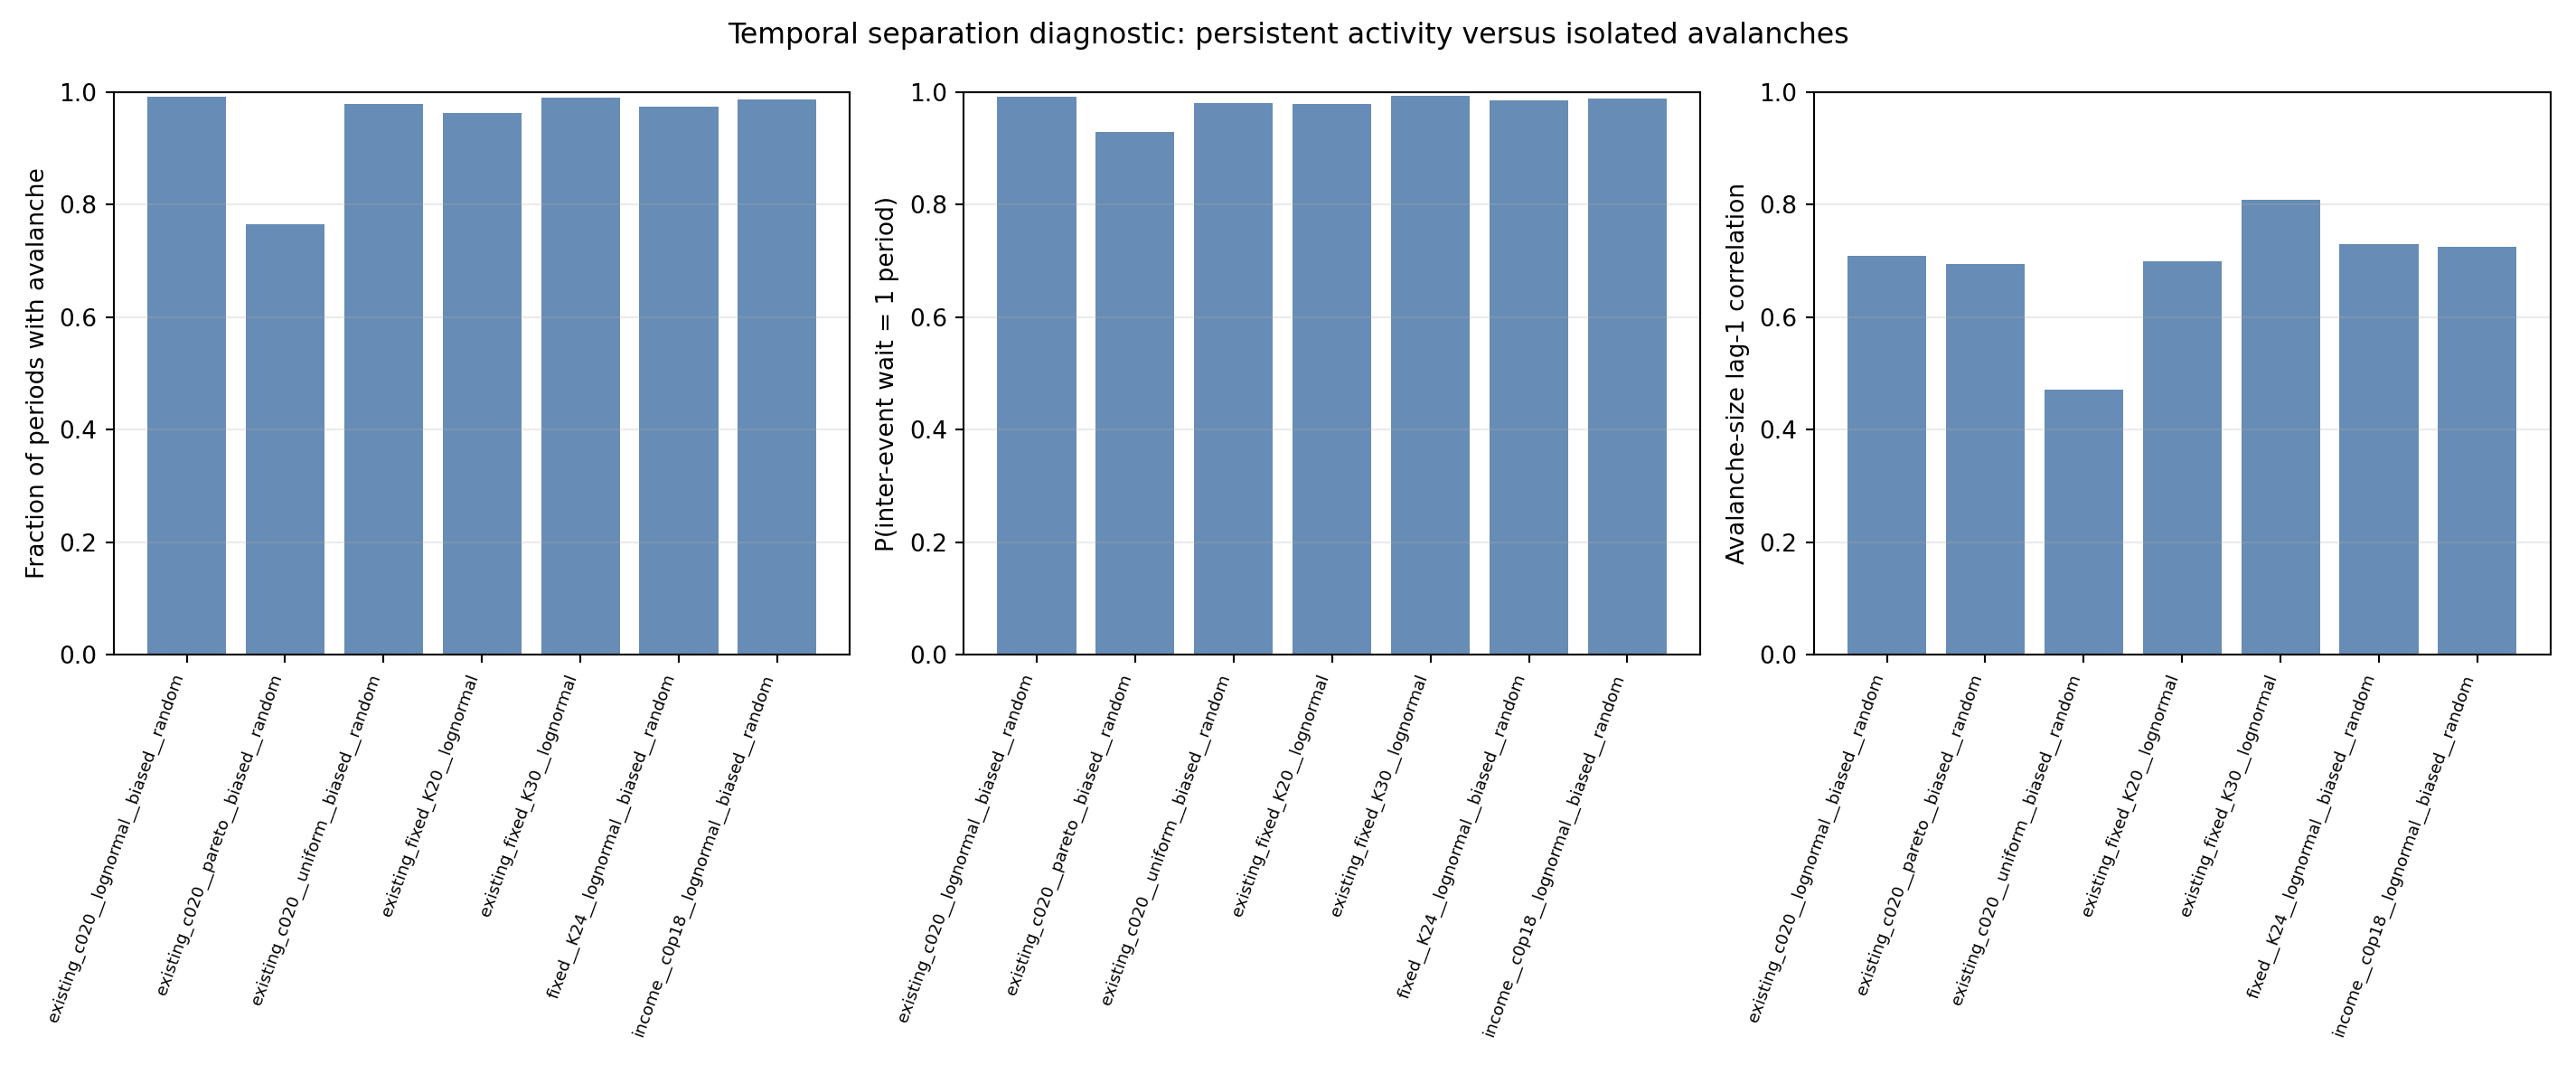 Temporal separation diagnostic: persistent activity versus isolated avalanches
Fraction of periods with avalanche
1.0
0.8
0.6
0.4
0.2
0.0
existing_c020__lognormal__biased__random
existing_c020__pareto__biased__random
existing_c020__uniform__biased__random
existing_fixed_K20__lognormal
existing_fixed_K30__lognormal
fixed__K24__lognormal__biased__random
income__c0p18__lognormal__biased__random
P(inter-event wait = 1 period)
1.0
0.8
0.6
0.4
0.2
0.0
existing_c020__lognormal__biased__random
existing_c020__pareto__biased__random
existing_c020__uniform__biased__random
existing_fixed_K20__lognormal
existing_fixed_K30__lognormal
fixed__K24__lognormal__biased__random
income__c0p18__lognormal__biased__random
Avalanche-size lag-1 correlation
1.0
0.8
0.6
0.4
0.2
0.0
existing_c020__lognormal__biased__random
existing_c020__pareto__biased__random
existing_c020__uniform__biased__random
existing_fixed_K20__lognormal
existing_fixed_K30__lognormal
fixed__K24__lognormal__biased__random
income__c0p18__lognormal__biased__random